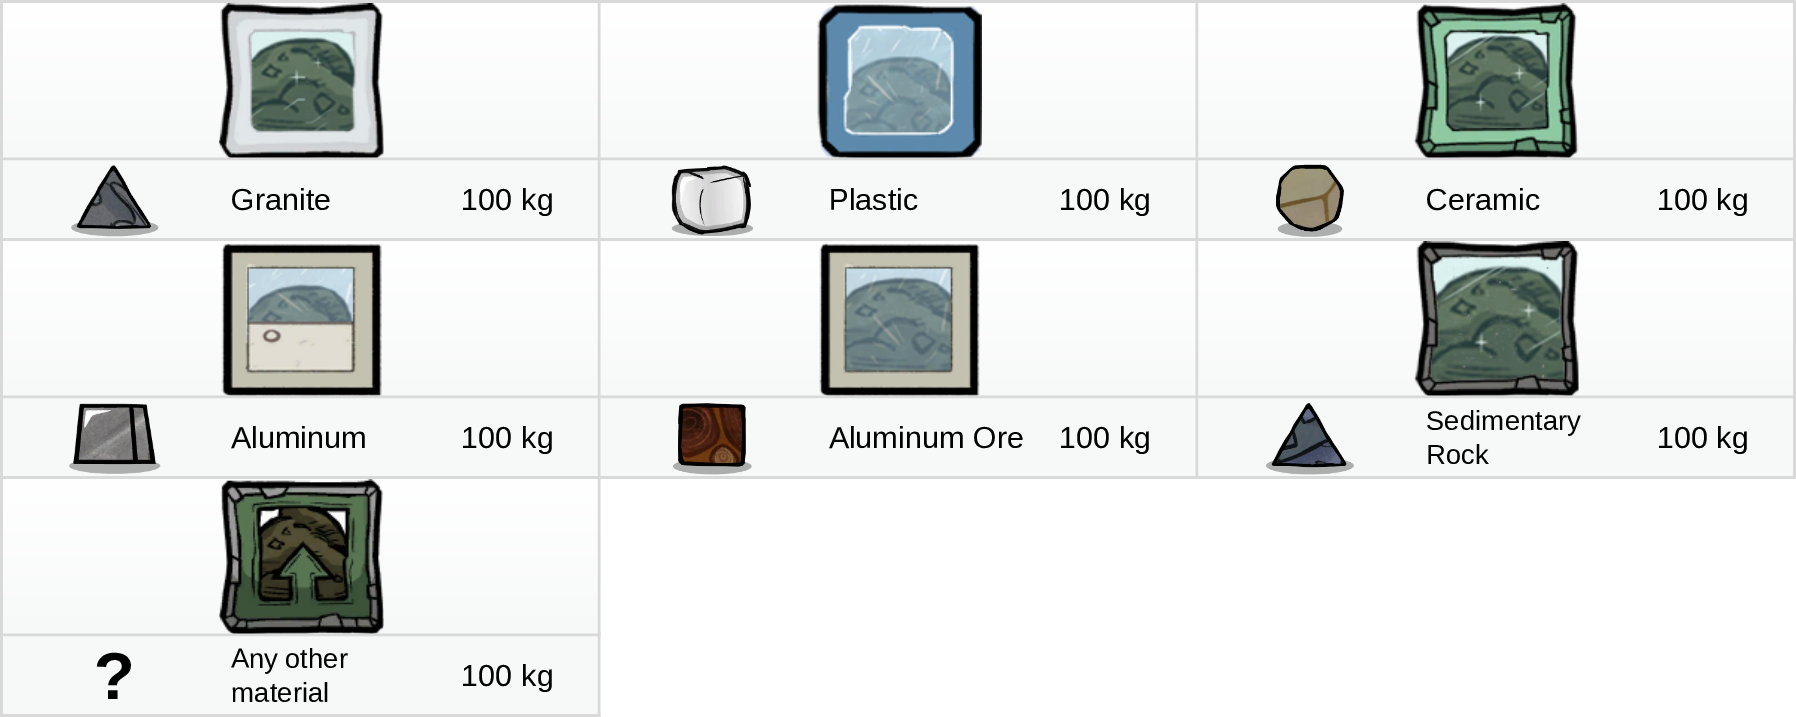 Granite 100 kg
Plastic 100 kg
Ceramic 100 kg
Aluminum 100 kg
Aluminum Ore 100 kg
Sedimentary
Rock 100 kg
?
Any other
material 100 kg